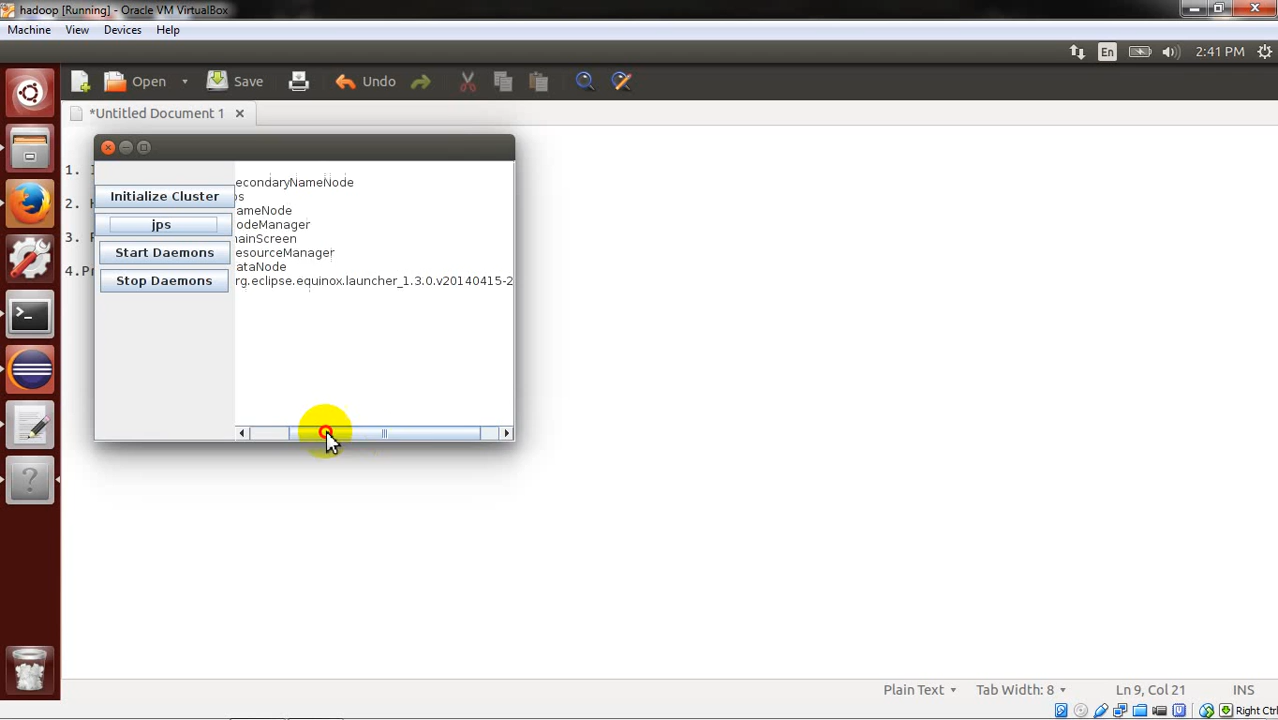 hadoop [Running] - Oracle VM VirtualBox
Machine View Devices Help
En 2:41 PM
Open Save Undo
*Untitled Document 1
1. I
2. H
3. F
4.Pr
Initialize Cluster
jps
Start Daemons
Stop Daemons
econdaryNameNode
ps
ameNode
odeManager
ainScreen
esourceManager
ataNode
rg.eclipse.equinox.launcher_1.3.0.v20140415-2
Plain Text Tab Width: 8 Ln 9, Col 21 INS
Right Ctrl